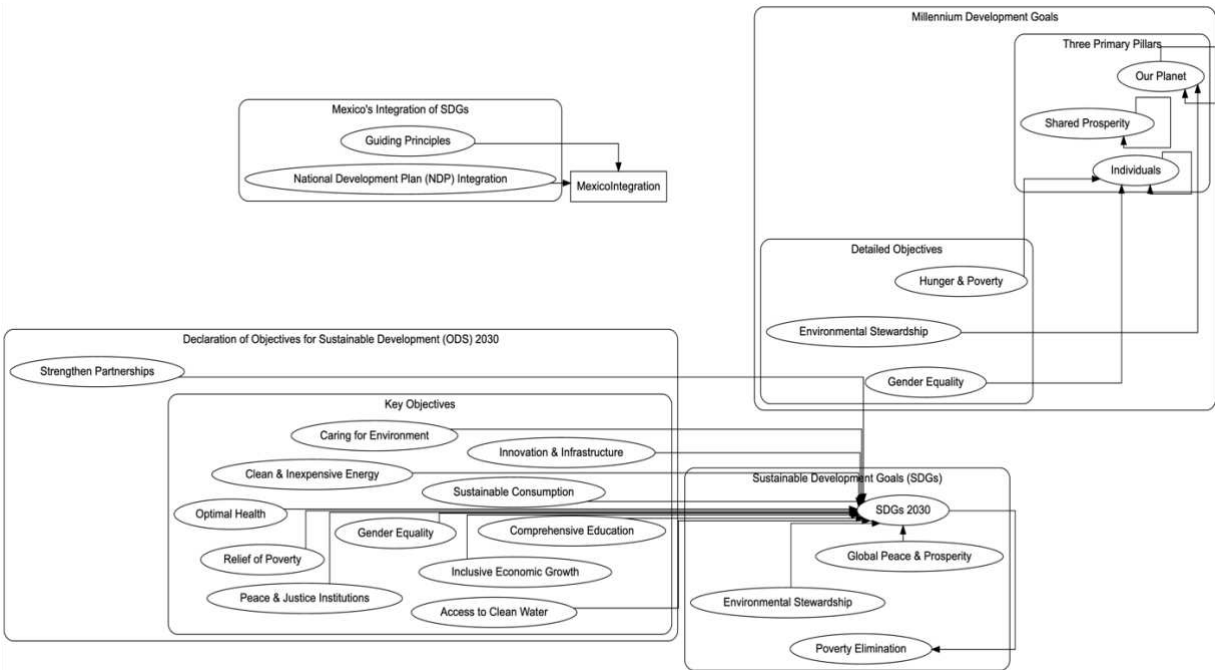 Millennium Development Goals
Three Primary Pillars
Our Planet
Shared Prosperity
Individuals
Mexico's Integration of SDGs
Guiding Principles
National Development Plan (NDP) Integration
MexicoIntegration
Detailed Objectives
Hunger & Poverty
Environmental Stewardship
Gender Equality
Declaration of Objectives for Sustainable Development (ODS) 2030
Strengthen Partnerships
Key Objectives
Caring for Environment
Innovation & Infrastructure
Clean & Inexpensive Energy
Sustainable Consumption
Optimal Health
Gender Equality
Comprehensive Education
Relief of Poverty
Inclusive Economic Growth
Peace & Justice Institutions
Access to Clean Water
Sustainable Development Goals (SDGs)
SDGs 2030
Global Peace & Prosperity
Environmental Stewardship
Poverty Elimination